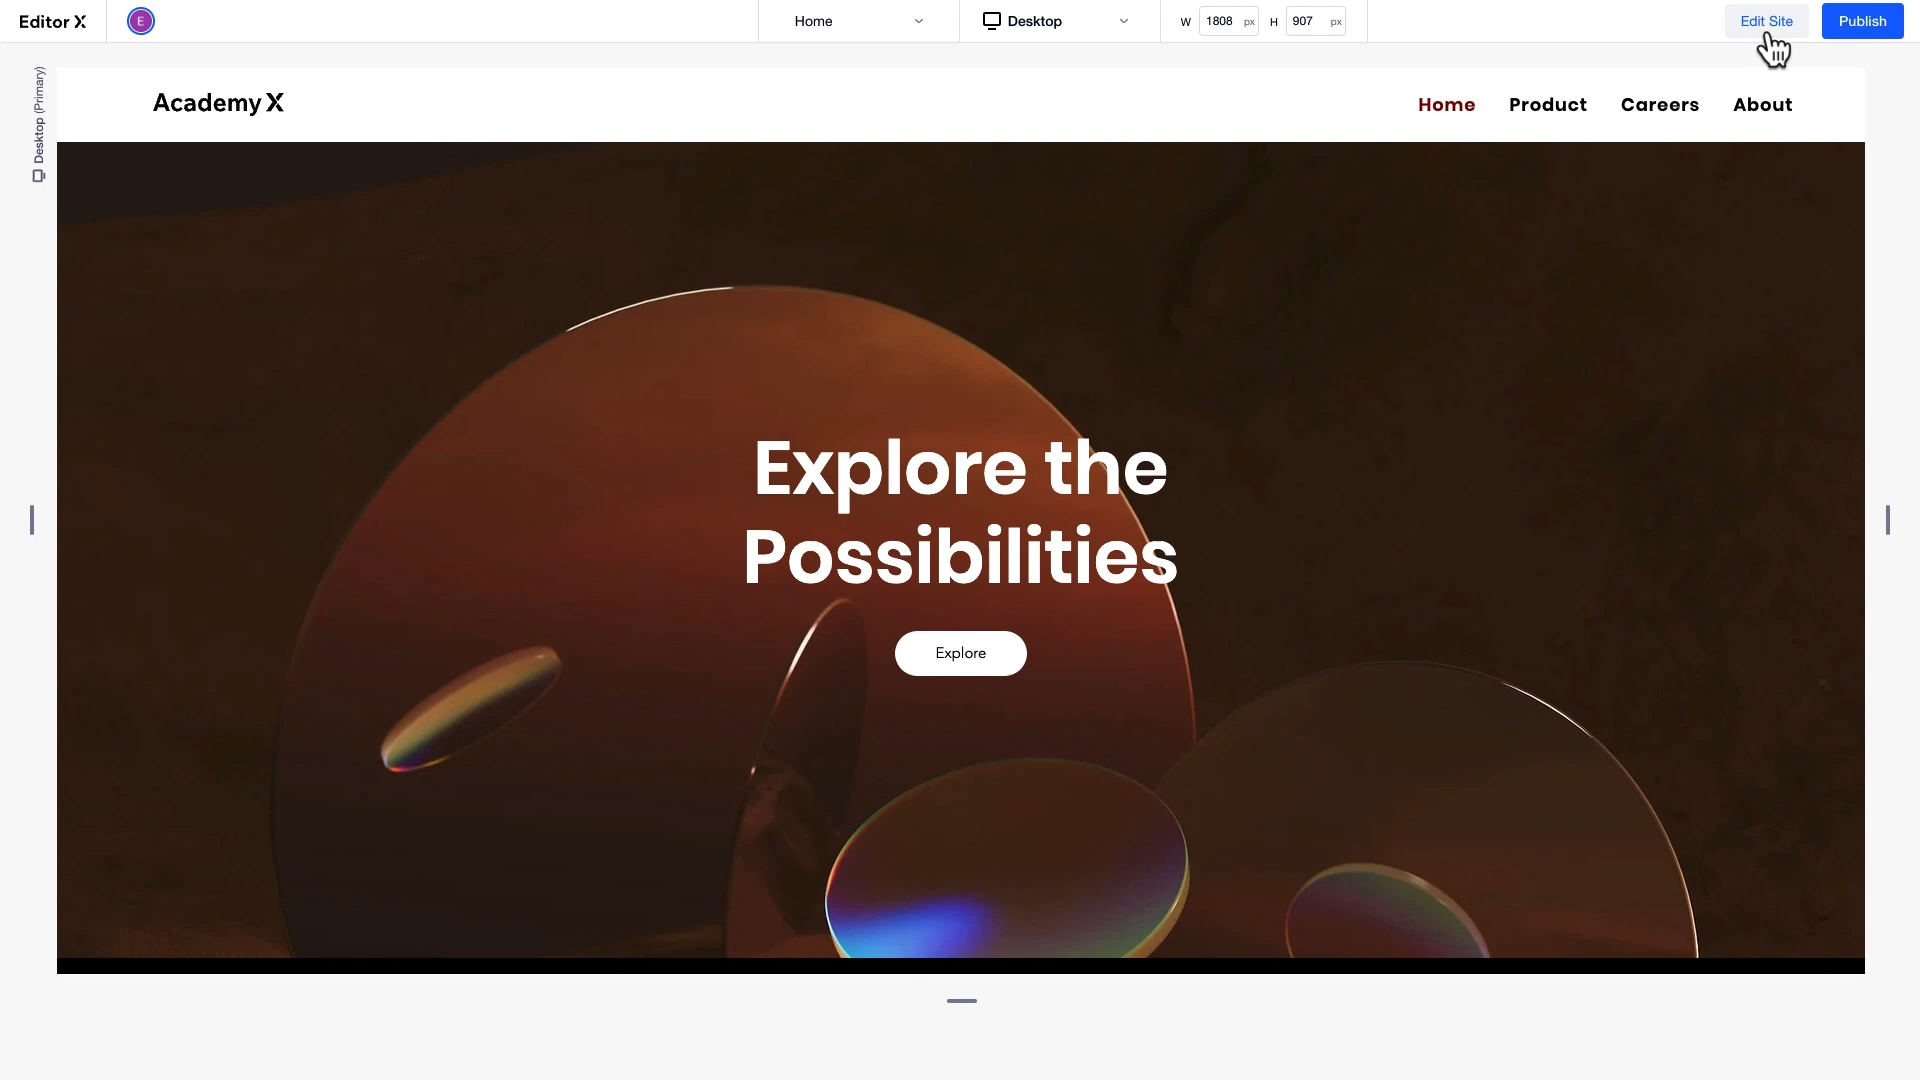 Editor X
E
Home
Desktop
W 1808 px H 907 px
Edit Site
Publish
Desktop (Primary)
Academy X
Home Product Careers About
Explore the
Possibilities
Explore